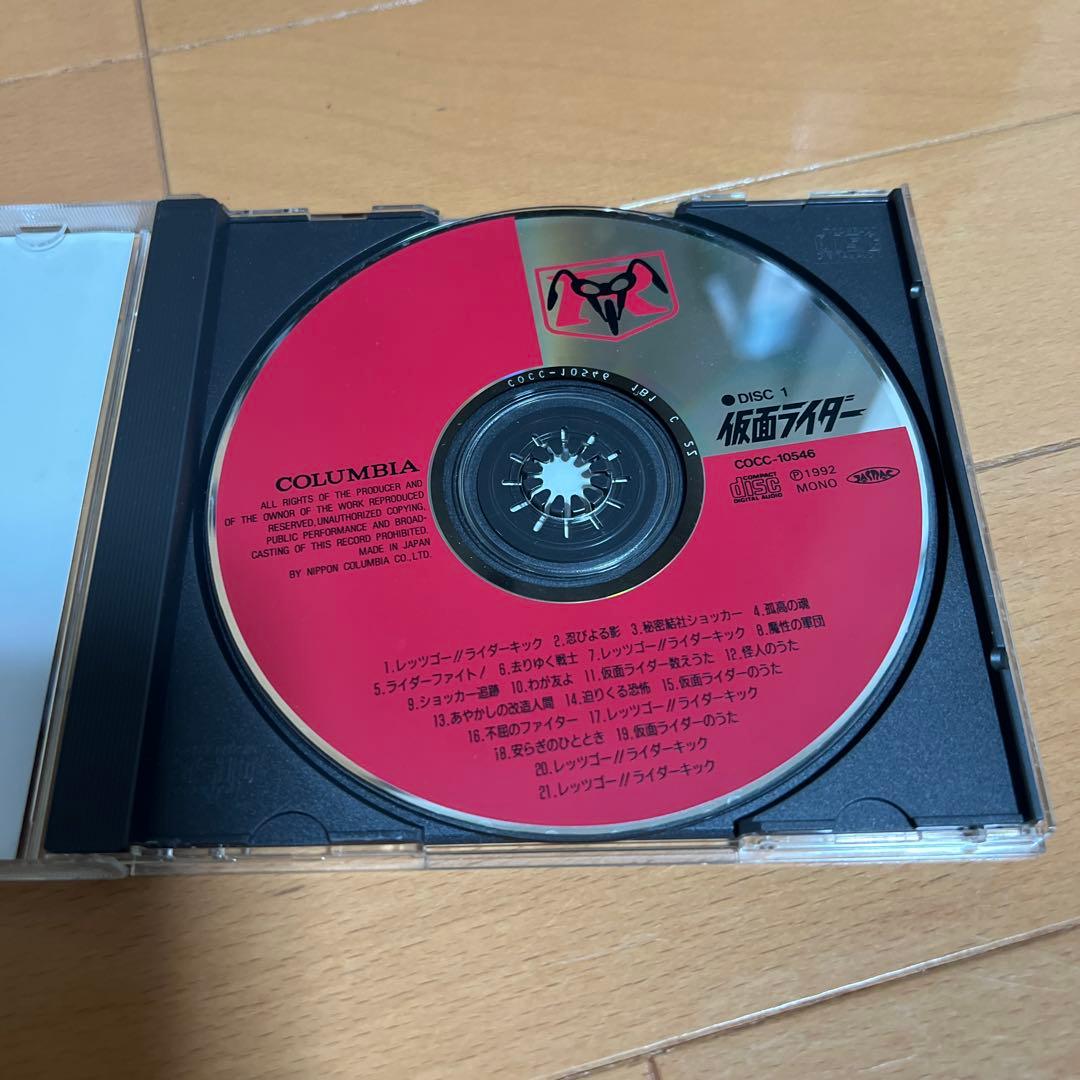 ●DISC 1
仮面ライダー
COCC-10546
COMPACT
disc
DIGITAL AUDIO
Ⓟ1992
MONO
JASRAC
COCC-10546 1B1 C 22
COLUMBIA
ALL RIGHTS OF THE PRODUCER AND
OF THE OWNOR OF THE WORK REPRODUCED
RESERVED,UNAUTHORIZED COPYING,
PUBLIC PERFORMANCE AND BROAD-
CASTING OF THIS RECORD PROHIBITED.
MADE IN JAPAN
BY NIPPON COLUMBIA CO.,LTD.
1.レッツゴー!!ライダーキック 2.忍びよる影 3.秘密結社ショッカー 4.孤高の魂
5.ライダーファイト! 6.去りゆく戦士 7.レッツゴー!!ライダーキック 8.魔性の軍団
9.ショッカー追跡 10.わが友よ 11.仮面ライダー数えうた 12.怪人のうた
13.あやかしの改造人間 14.迫りくる恐怖 15.仮面ライダーのうた
16.不屈のファイター 17.レッツゴー!!ライダーキック
18.安らぎのひととき 19.仮面ライダーのうた
20.レッツゴー!!ライダーキック
21.レッツゴー!!ライダーキック